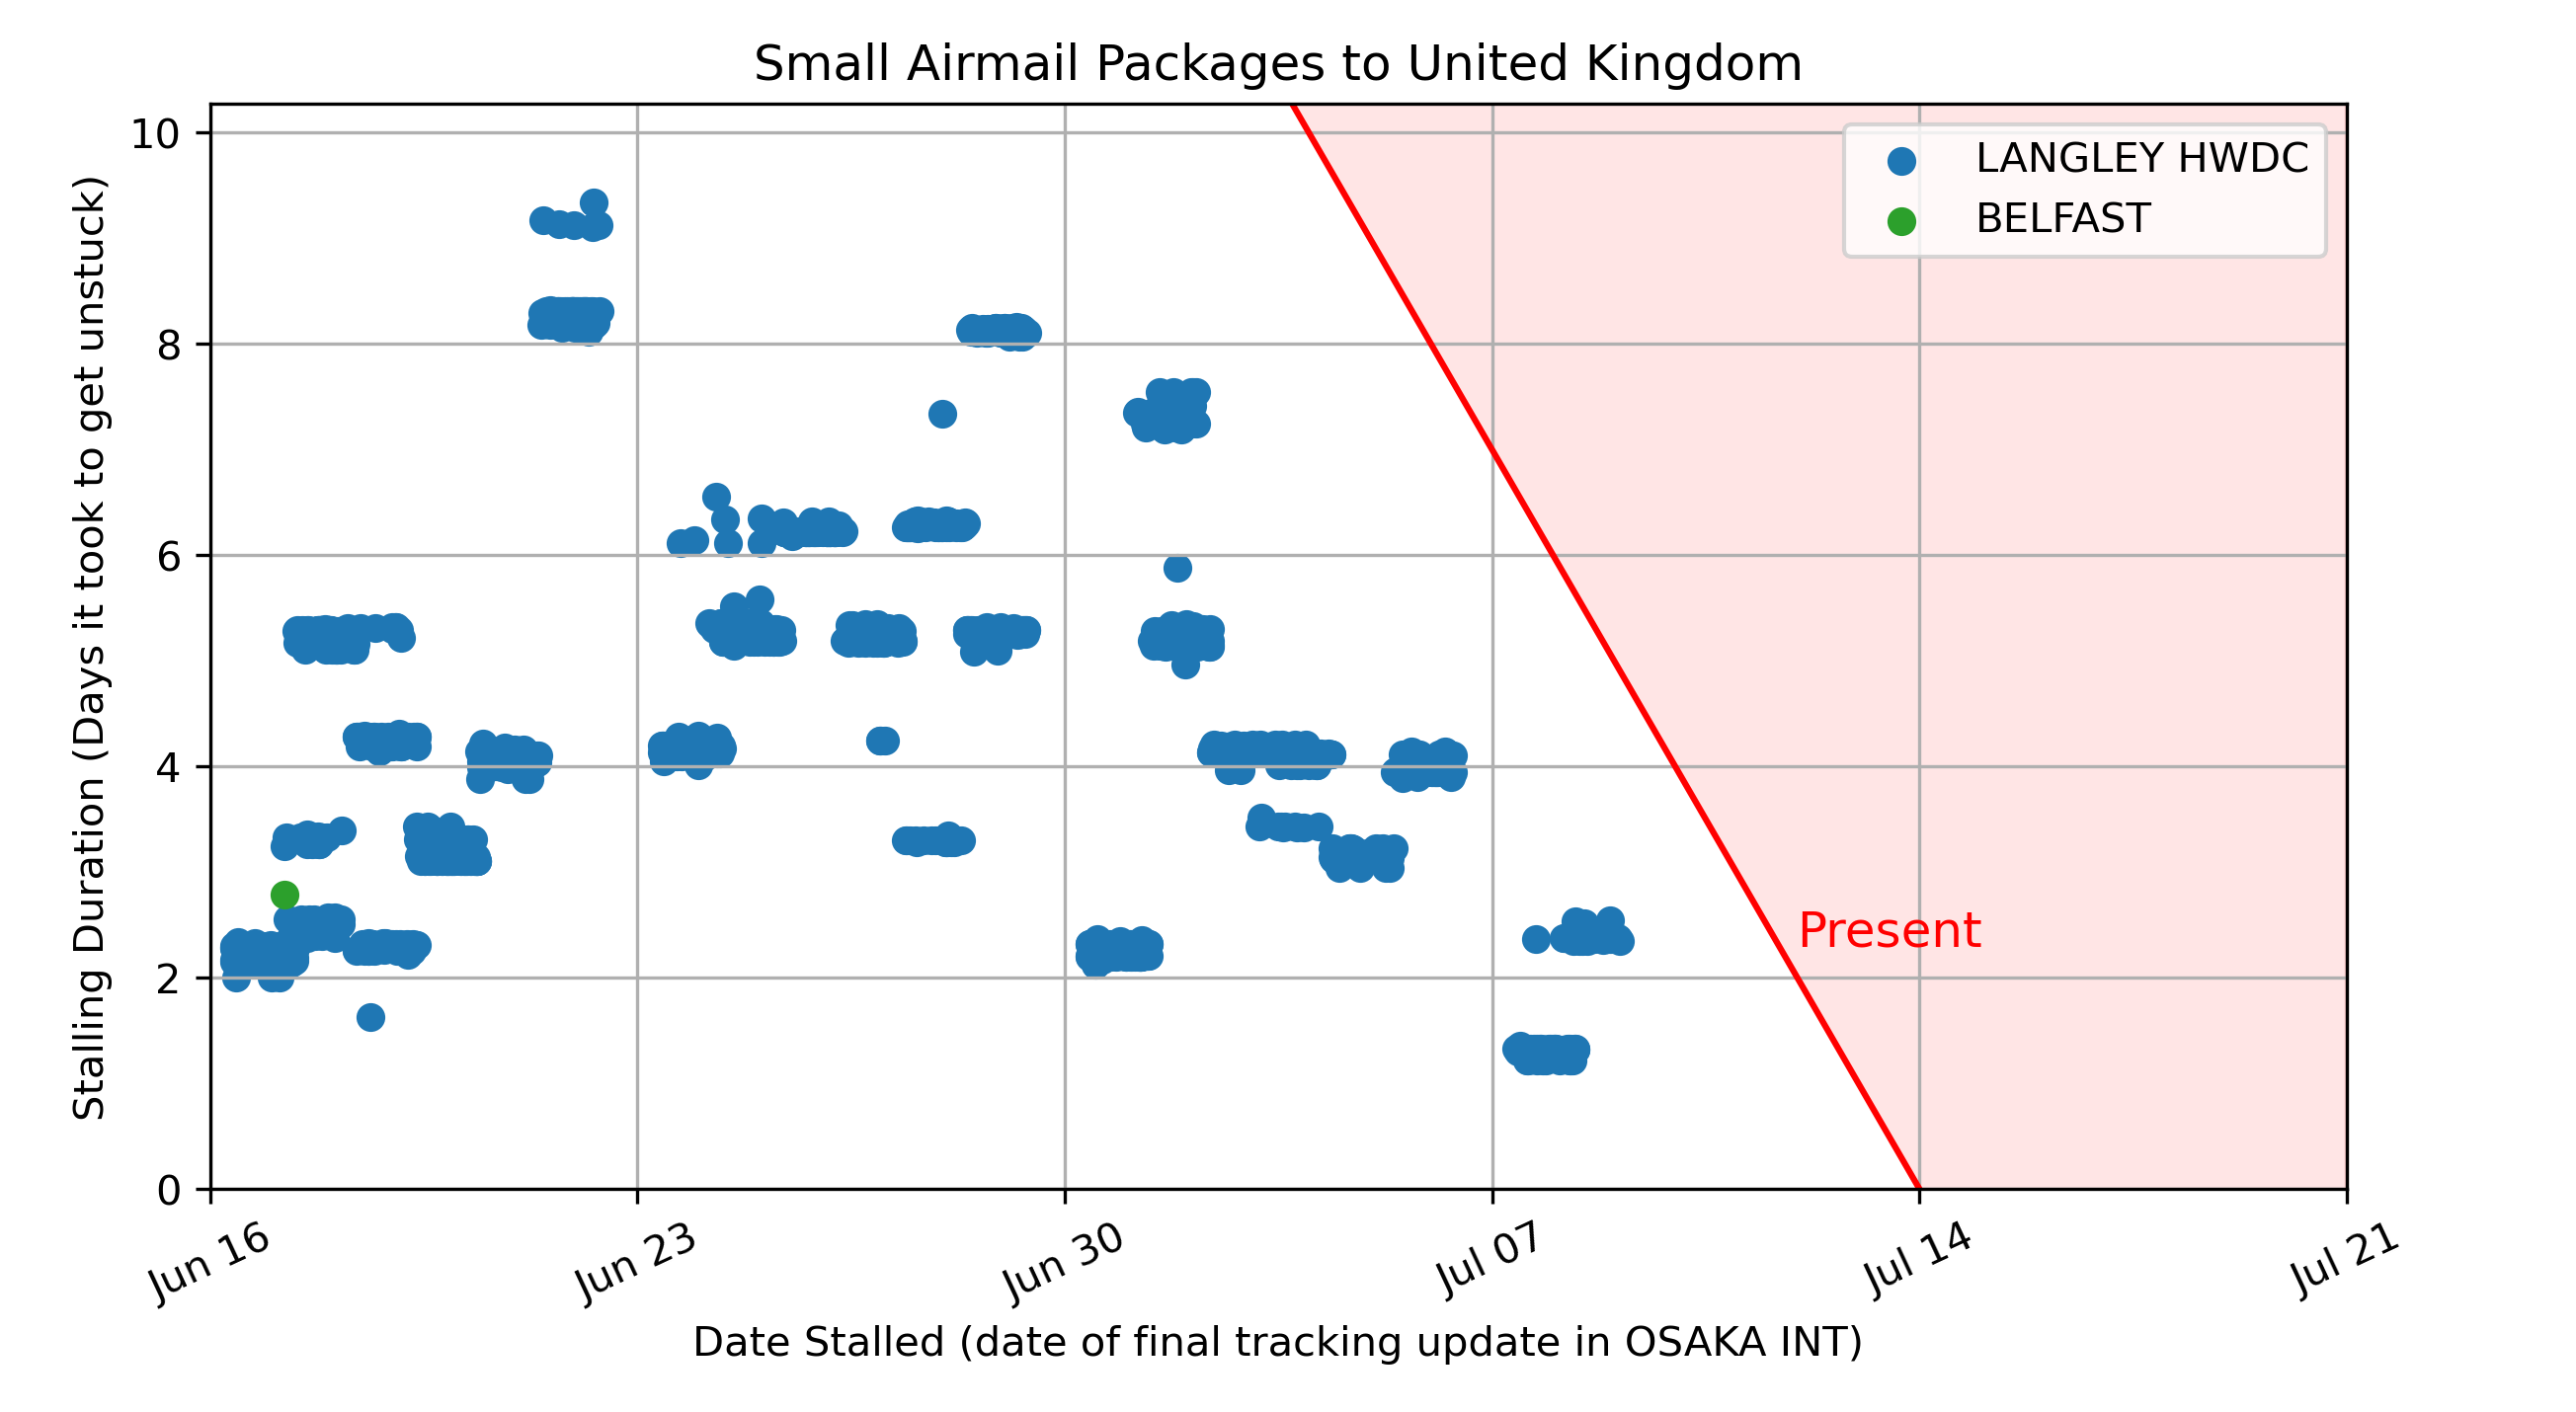 Small Airmail Packages to United Kingdom
Stalling Duration (Days it took to get unstuck)
10
8
6
4
2
0
LANGLEY HWDC
BELFAST
Present
Jun 16
Jun 23
Jun 30
Jul 07
Jul 14
Jul 21
Date Stalled (date of final tracking update in OSAKA INT)